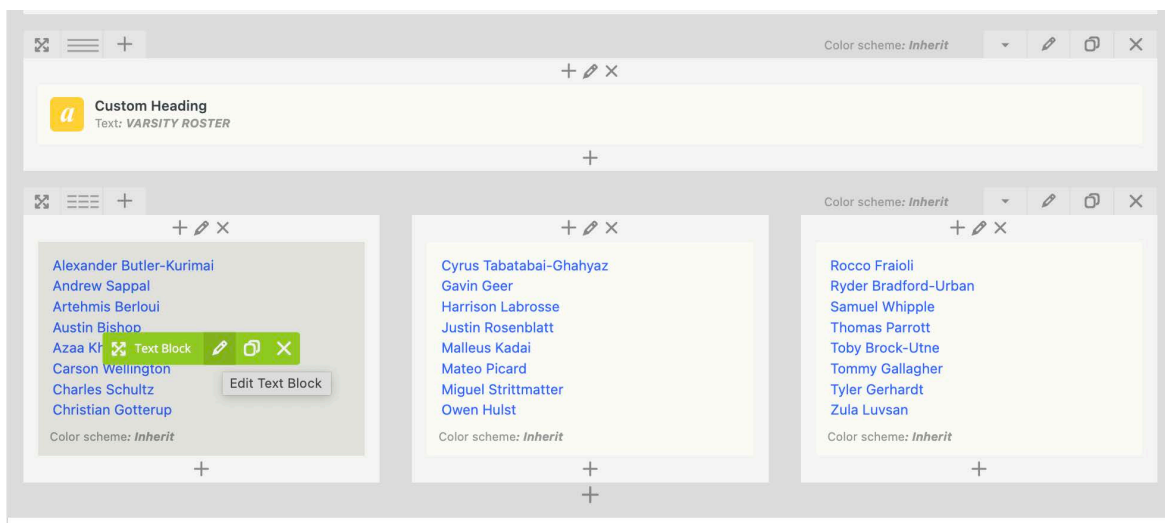 Color scheme: Inherit
a
Custom Heading
Text: VARSITY ROSTER
Color scheme: Inherit
Alexander Butler-Kurimai
Andrew Sappal
Artehmis Berloui
Austin Bishop
Azaa
Text Block
Carson Wellington
Edit Text Block
Charles Schultz
Christian Gotterup
Color scheme: Inherit
Cyrus Tabatabai-Ghahyaz
Gavin Geer
Harrison Labrosse
Justin Rosenblatt
Malleus Kadai
Mateo Picard
Miguel Strittmatter
Owen Hulst
Color scheme: Inherit
Rocco Fraioli
Ryder Bradford-Urban
Samuel Whipple
Thomas Parrott
Toby Brock-Utne
Tommy Gallagher
Tyler Gerhardt
Zula Luvsan
Color scheme: Inherit